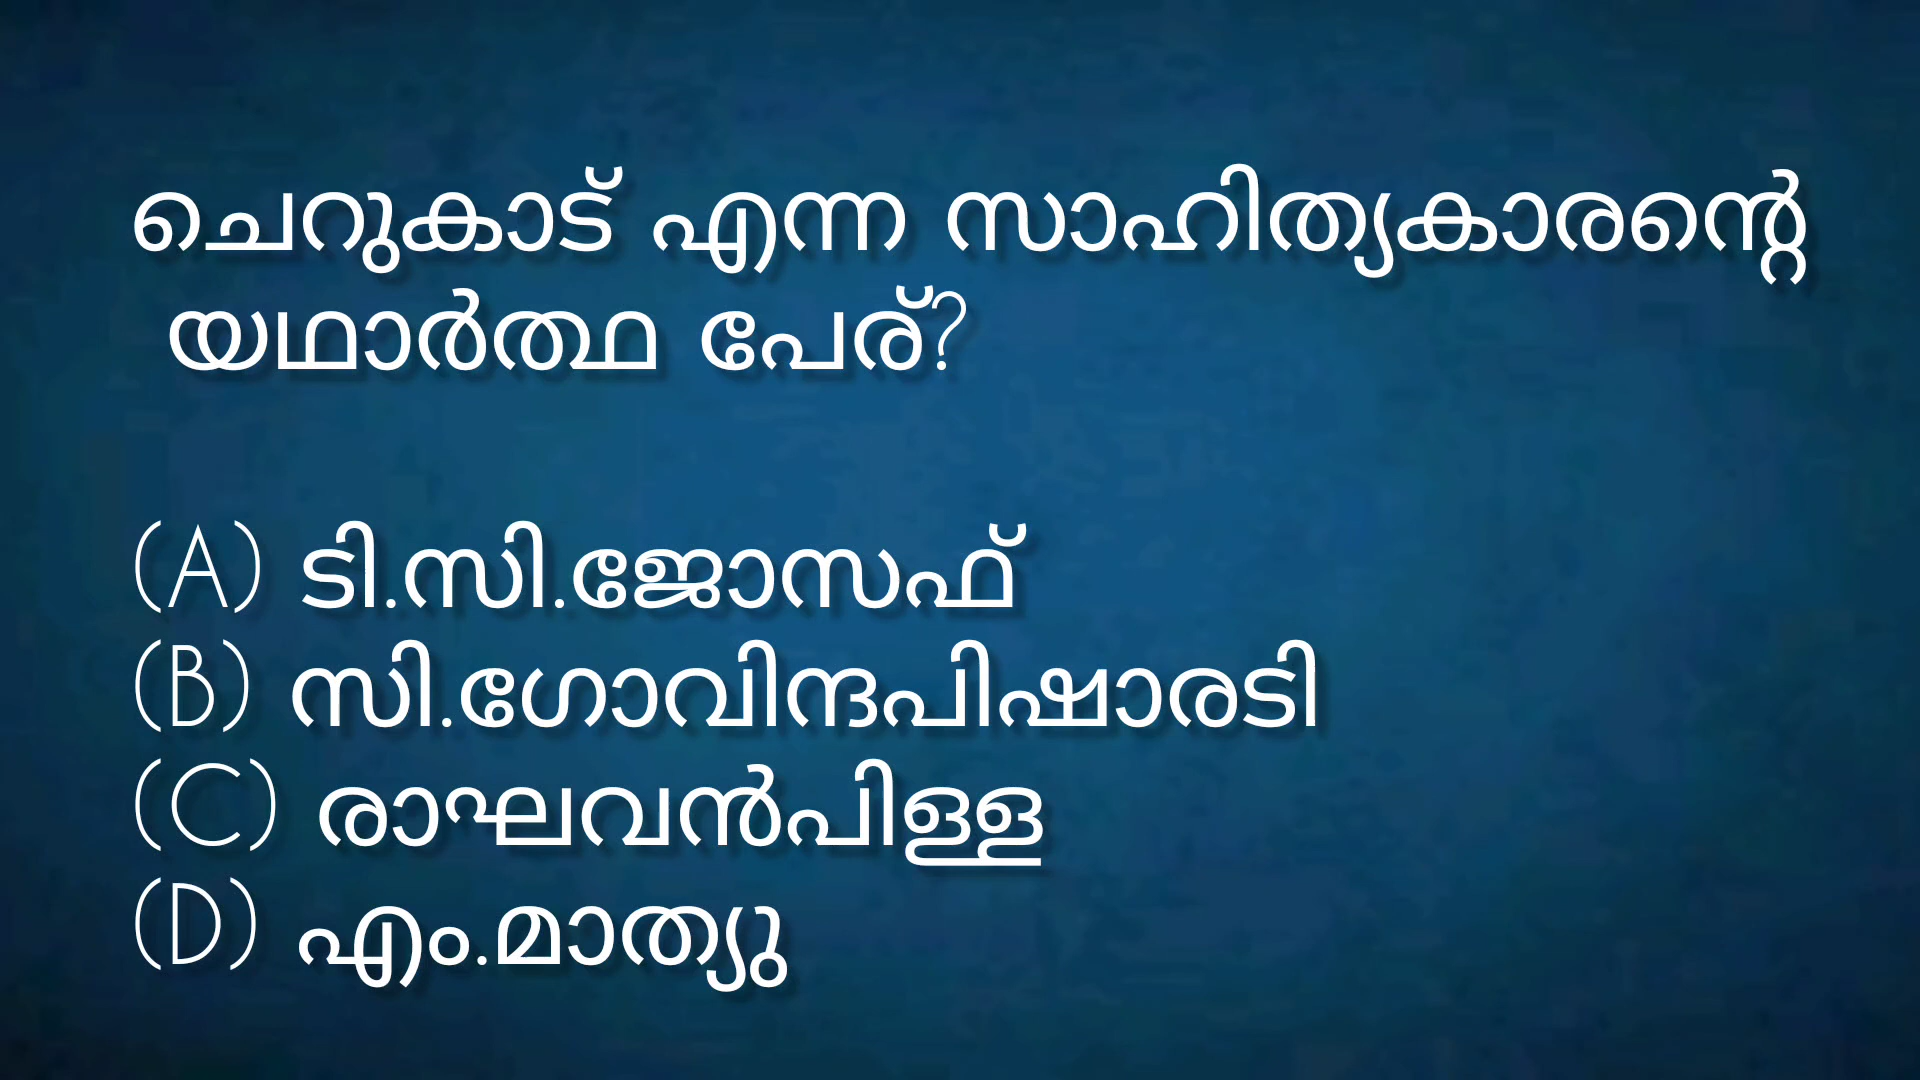 ചെറുകാട് എന്ന സാഹിത്യകാരന്റെ
യഥാർത്ഥ പേര്?
(A) ടി.സി.ജോസഫ്
(B) സി.ഗോവിന്ദപിഷാരടി
(C) രാഘവൻപിള്ള
(D) എം.മാത്യു